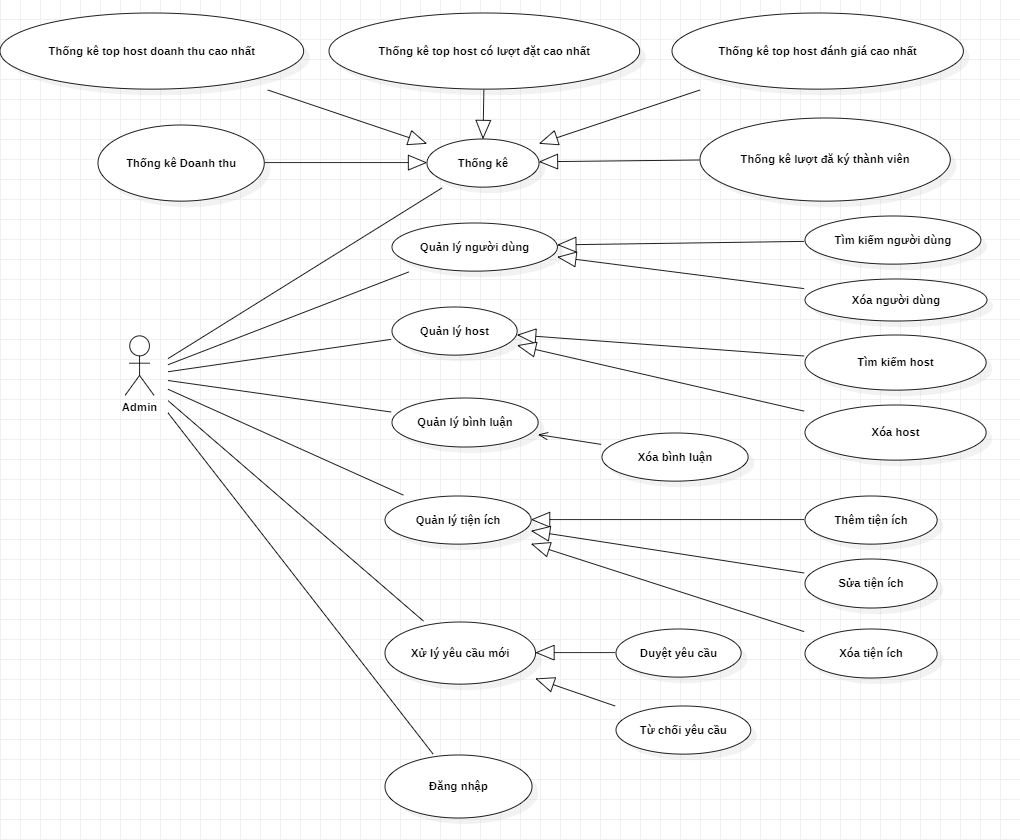 Thống kê top host doanh thu cao nhất
Thống kê top host có lượt đặt cao nhất
Thống kê top host đánh giá cao nhất
Thống kê Doanh thu
Thống kê
Thống kê lượt đă ký thành viên
Quản lý người dùng
Tìm kiếm người dùng
Xóa người dùng
Quản lý host
Tìm kiếm host
Admin
Quản lý bình luận
Xóa host
Xóa bình luận
Quản lý tiện ích
Thêm tiện ích
Sửa tiện ích
Xử lý yêu cầu mới
Duyệt yêu cầu
Xóa tiện ích
Từ chối yêu cầu
Đăng nhập